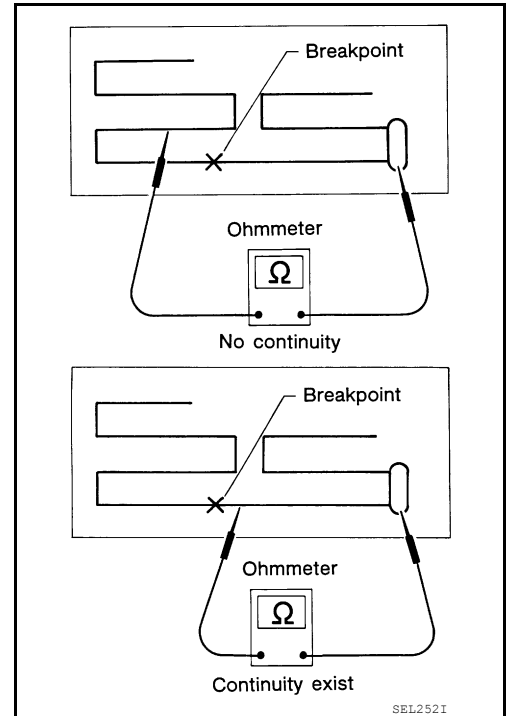 Breakpoint
Ohmmeter
Ω
No continuity
Breakpoint
Ohmmeter
Ω
Continuity exist
SEL252I